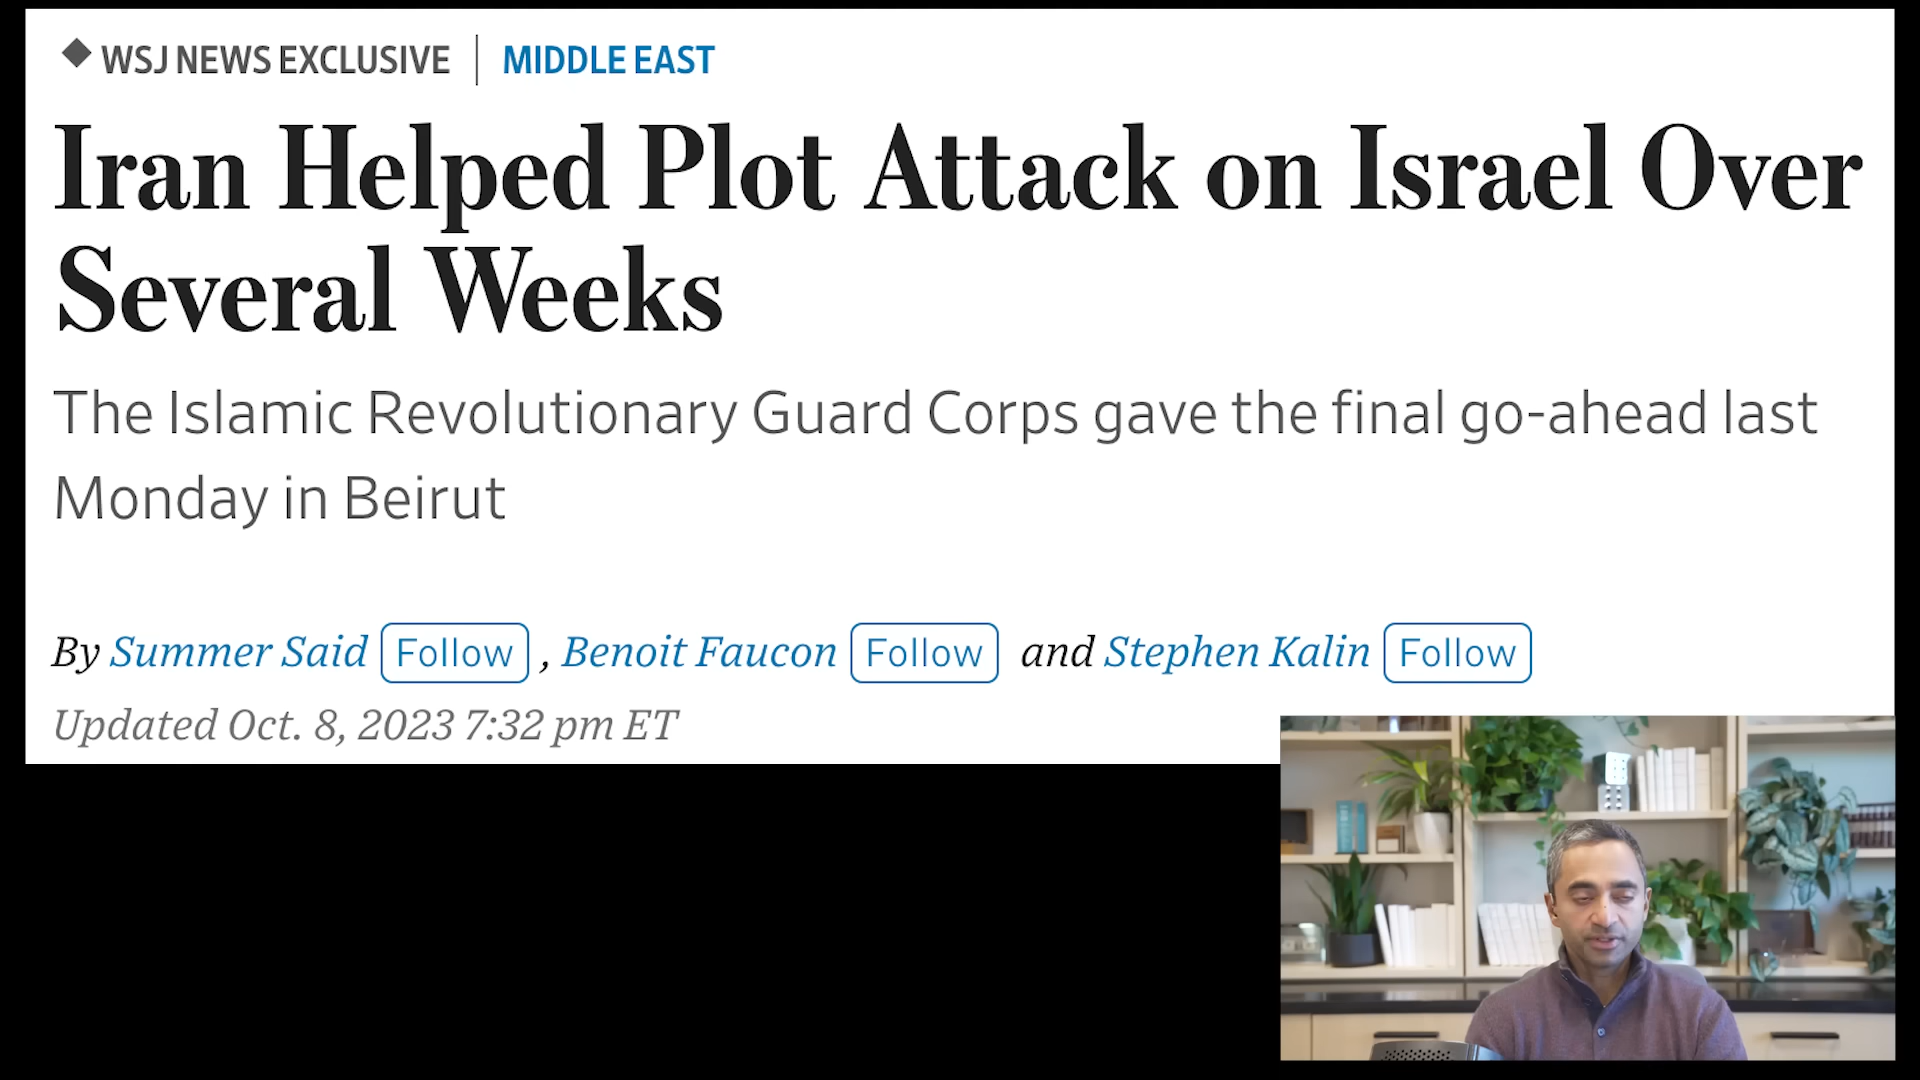 WSJ NEWS EXCLUSIVE | MIDDLE EAST
Iran Helped Plot Attack on Israel Over
Several Weeks
The Islamic Revolutionary Guard Corps gave the final go-ahead last
Monday in Beirut
By Summer Said Follow , Benoit Faucon Follow and Stephen Kalin Follow
Updated Oct. 8, 2023 7:32 pm ET